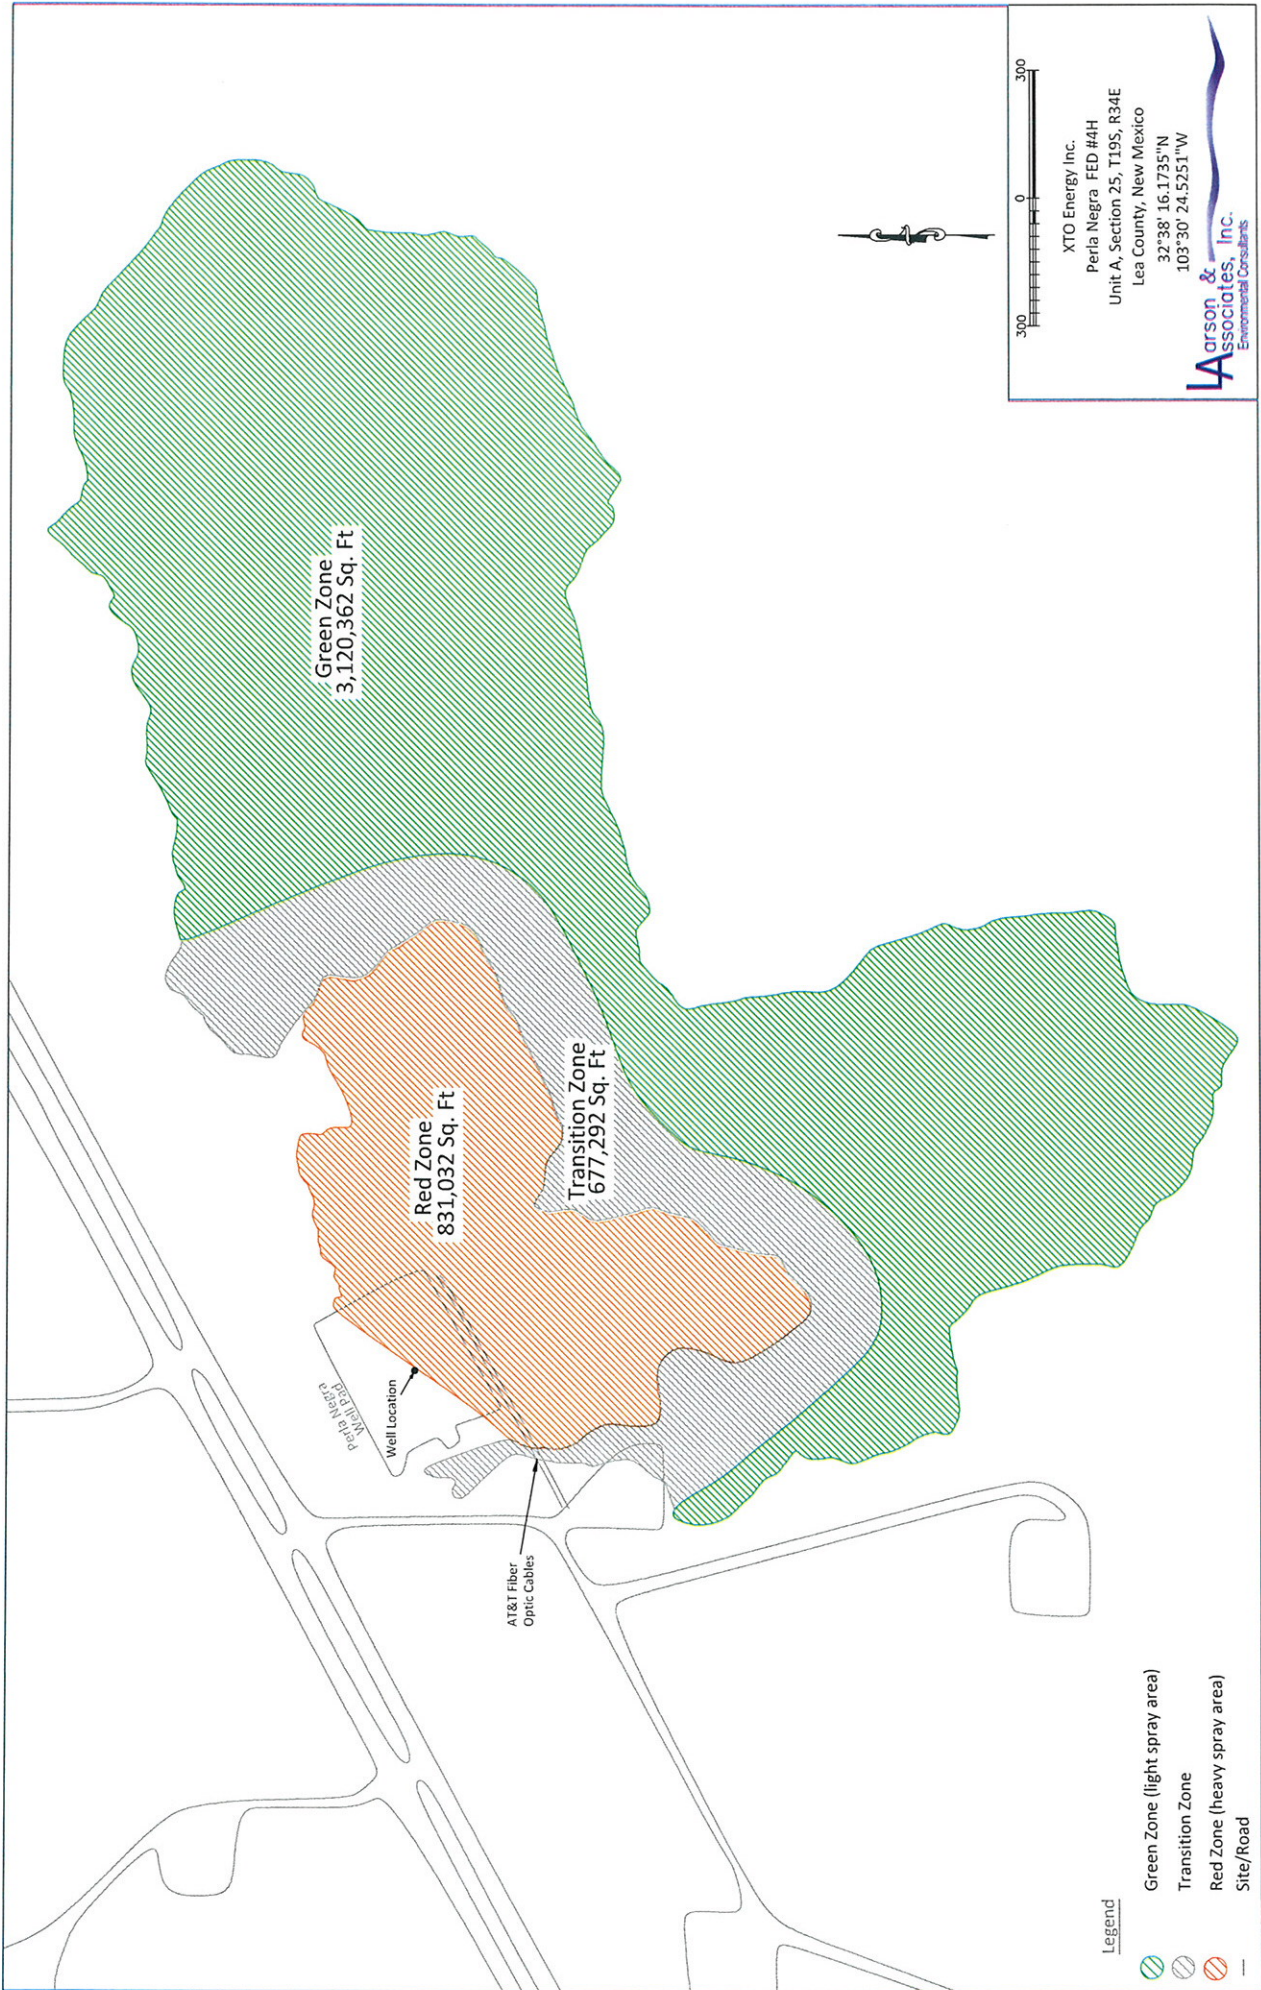 Green Zone
3,120,362 Sq. Ft
Red Zone
831,032 Sq. Ft
Transition Zone
677,292 Sq. Ft
Perla Nagra
Well Pad
Well Location
AT&T Fiber
Optic Cables
Legend
Green Zone (light spray area)
Transition Zone
Red Zone (heavy spray area)
Site/Road
300 0 300
XTO Energy Inc.
Perla Negra FED #4H
Unit A, Section 25, T19S, R34E
Lea County, New Mexico
32°38' 16.1735"N
103°30' 24.5251"W
Larson &
Associates, Inc.
Environmental Consultants